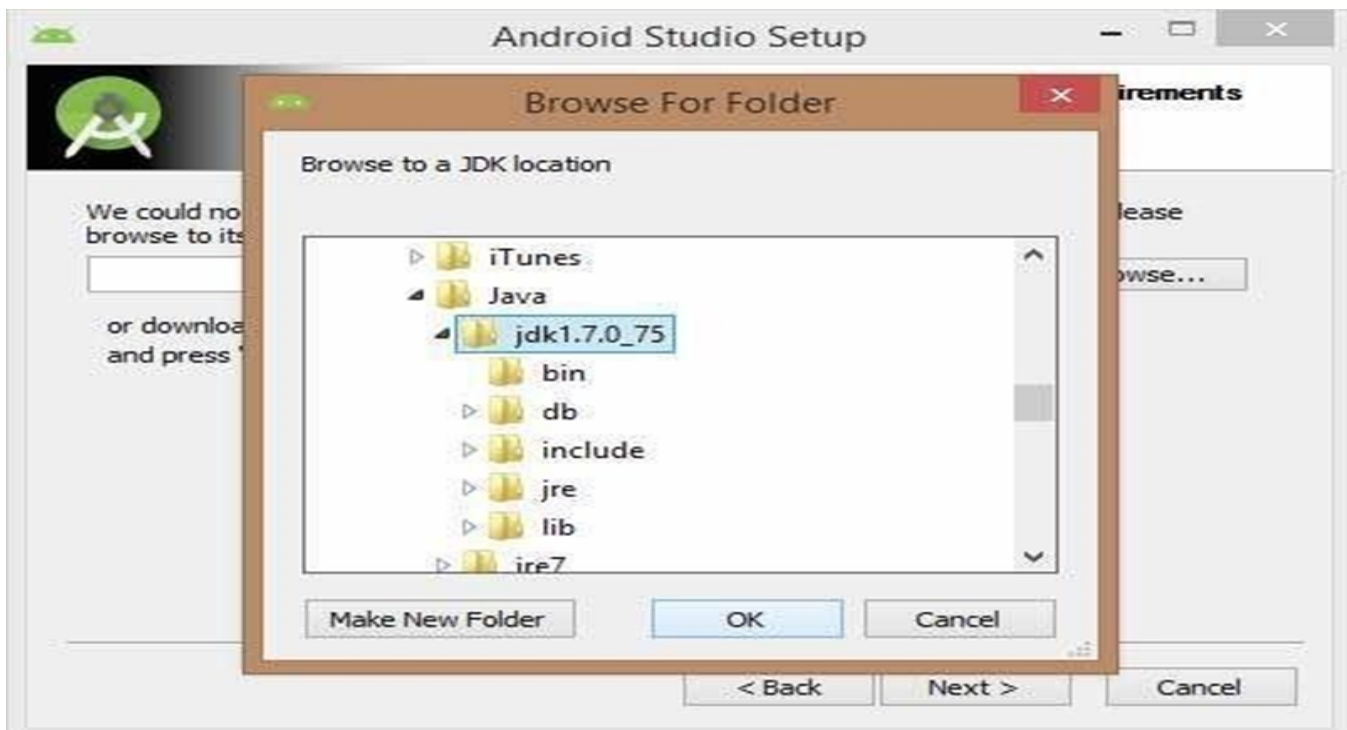 Android Studio Setup
Browse For Folder
irements
Browse to a JDK location
We could no
lease
browse to its
iTunes
owse...
Java
or downloa
jdk1.7.0_75
and press
bin
db
include
jre
lib
jre7
Make New Folder
OK
Cancel
< Back
Next >
Cancel